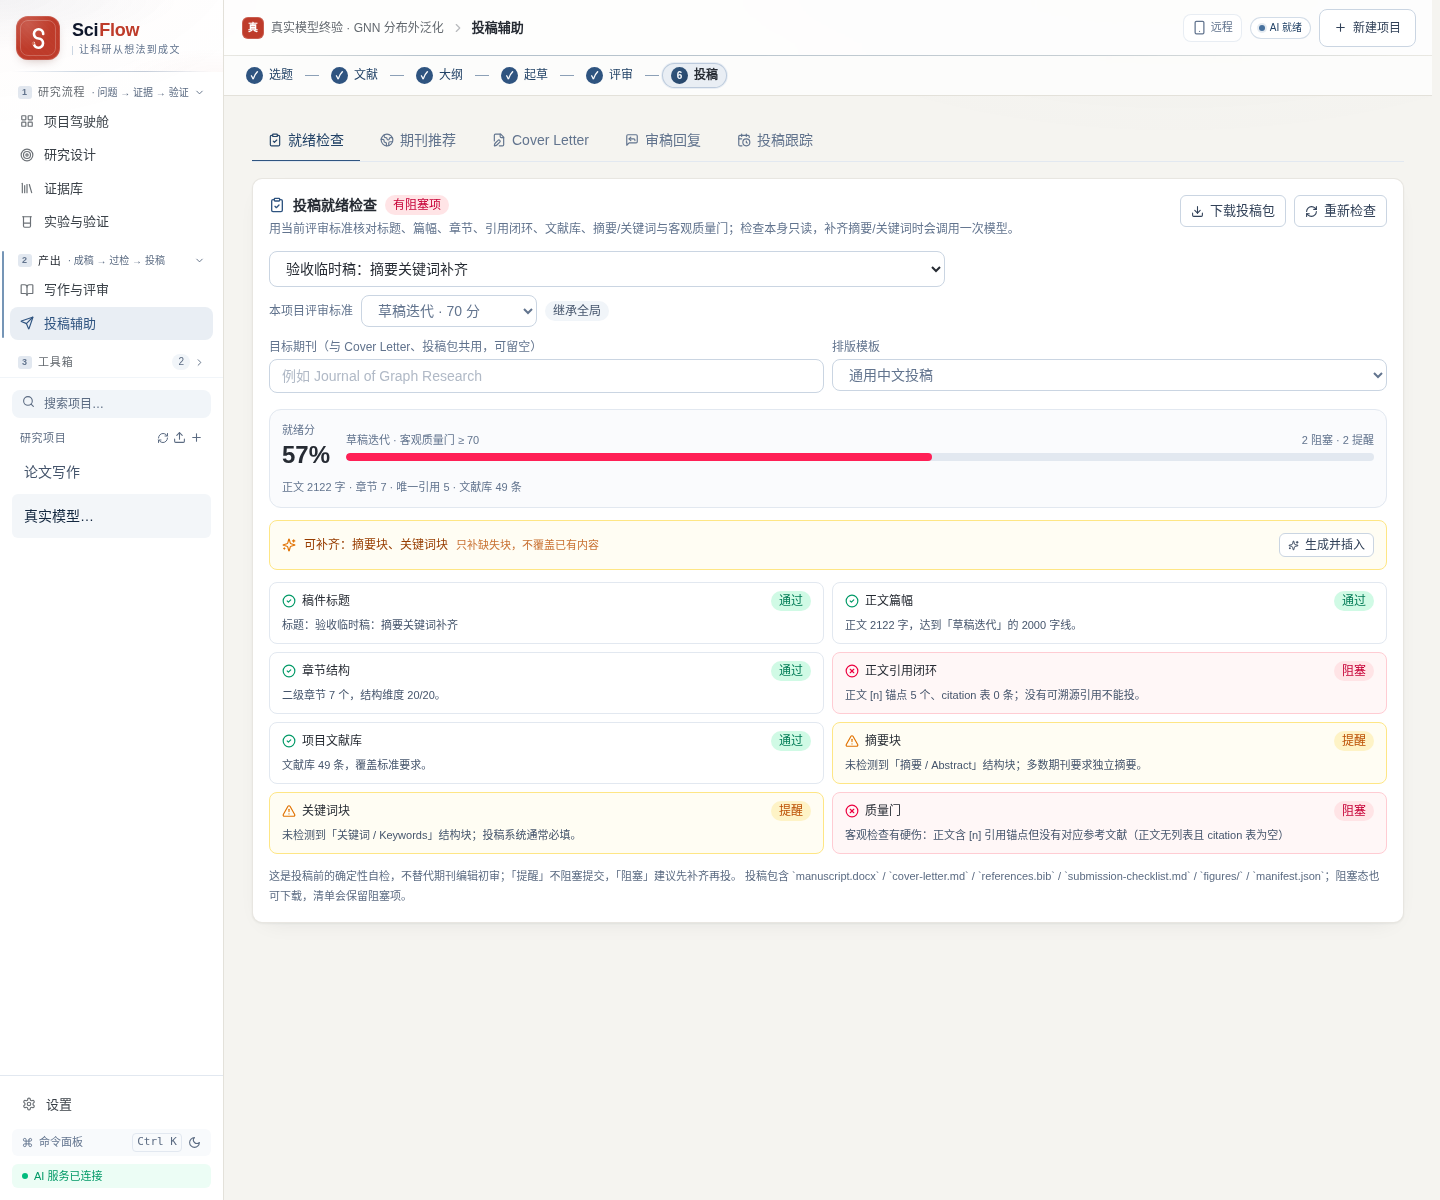 SciFlow
让科研从想法到成文
1 研究流程 · 问题 → 证据 → 验证
项目驾驶舱
研究设计
证据库
实验与验证
2 产出 · 成稿 → 过检 → 投稿
写作与评审
投稿辅助
3 工具箱 2
搜索项目…
研究项目
论文写作
真实模型…
设置
命令面板 Ctrl K
AI 服务已连接
真 真实模型终验 · GNN 分布外泛化 投稿辅助
远程 AI 就绪 新建项目
选题 文献 大纲 起草 评审 6 投稿
就绪检查 期刊推荐 Cover Letter 审稿回复 投稿跟踪
投稿就绪检查 有阻塞项
下载投稿包 重新检查
用当前评审标准核对标题、篇幅、章节、引用闭环、文献库、摘要/关键词与客观质量门；检查本身只读，补齐摘要/关键词时会调用一次模型。
验收临时稿：摘要关键词补齐
本项目评审标准 草稿迭代 · 70 分 继承全局
目标期刊（与 Cover Letter、投稿包共用，可留空） 排版模板
例如 Journal of Graph Research 通用中文投稿
就绪分
57% 草稿迭代 · 客观质量门 ≥ 70 2 阻塞 · 2 提醒
正文 2122 字 · 章节 7 · 唯一引用 5 · 文献库 49 条
可补齐：摘要块、关键词块 只补缺失块，不覆盖已有内容 生成并插入
稿件标题 通过
标题：验收临时稿：摘要关键词补齐
正文篇幅 通过
正文 2122 字，达到「草稿迭代」的 2000 字线。
章节结构 通过
二级章节 7 个，结构维度 20/20。
正文引用闭环 阻塞
正文 [n] 锚点 5 个、citation 表 0 条；没有可溯源引用不能投。
项目文献库 通过
文献库 49 条，覆盖标准要求。
摘要块 提醒
未检测到「摘要 / Abstract」结构块；多数期刊要求独立摘要。
关键词块 提醒
未检测到「关键词 / Keywords」结构块；投稿系统通常必填。
质量门 阻塞
客观检查有硬伤：正文含 [n] 引用锚点但没有对应参考文献（正文无列表且 citation 表为空）
这是投稿前的确定性自检，不替代期刊编辑初审；「提醒」不阻塞提交，「阻塞」建议先补齐再投。 投稿包含 `manuscript.docx` / `cover-letter.md` / `references.bib` / `submission-checklist.md` / `figures/` / `manifest.json`；阻塞态也
可下载，清单会保留阻塞项。